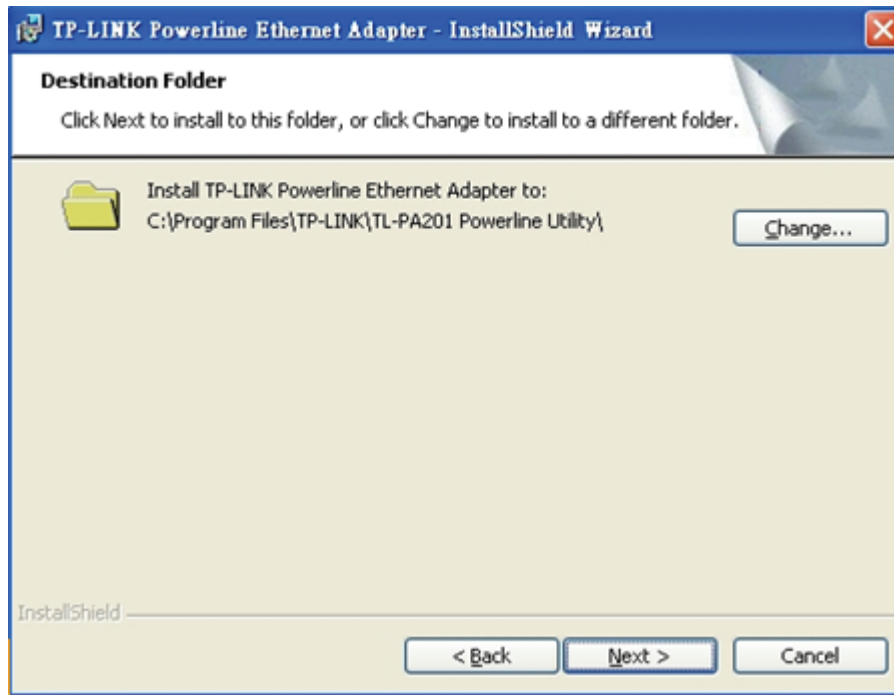 TP-LINK Powerline Ethernet Adapter - InstallShield Wizard
Destination Folder
Click Next to install to this folder, or click Change to install to a different folder.
Install TP-LINK Powerline Ethernet Adapter to:
C:\Program Files\TP-LINK\TL-PA201 Powerline Utility\
Change...
InstallShield
< Back
Next >
Cancel